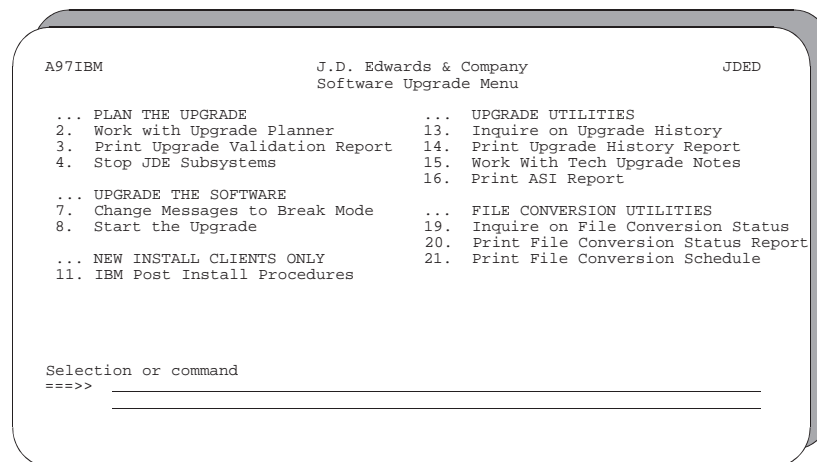 A97IBM J.D. Edwards & Company JDED
Software Upgrade Menu
... PLAN THE UPGRADE ... UPGRADE UTILITIES
2. Work with Upgrade Planner 13. Inquire on Upgrade History
3. Print Upgrade Validation Report 14. Print Upgrade History Report
4. Stop JDE Subsystems 15. Work With Tech Upgrade Notes
16. Print ASI Report
... UPGRADE THE SOFTWARE
7. Change Messages to Break Mode ... FILE CONVERSION UTILITIES
8. Start the Upgrade 19. Inquire on File Conversion Status
20. Print File Conversion Status Report
... NEW INSTALL CLIENTS ONLY 21. Print File Conversion Schedule
11. IBM Post Install Procedures
Selection or command
===>>